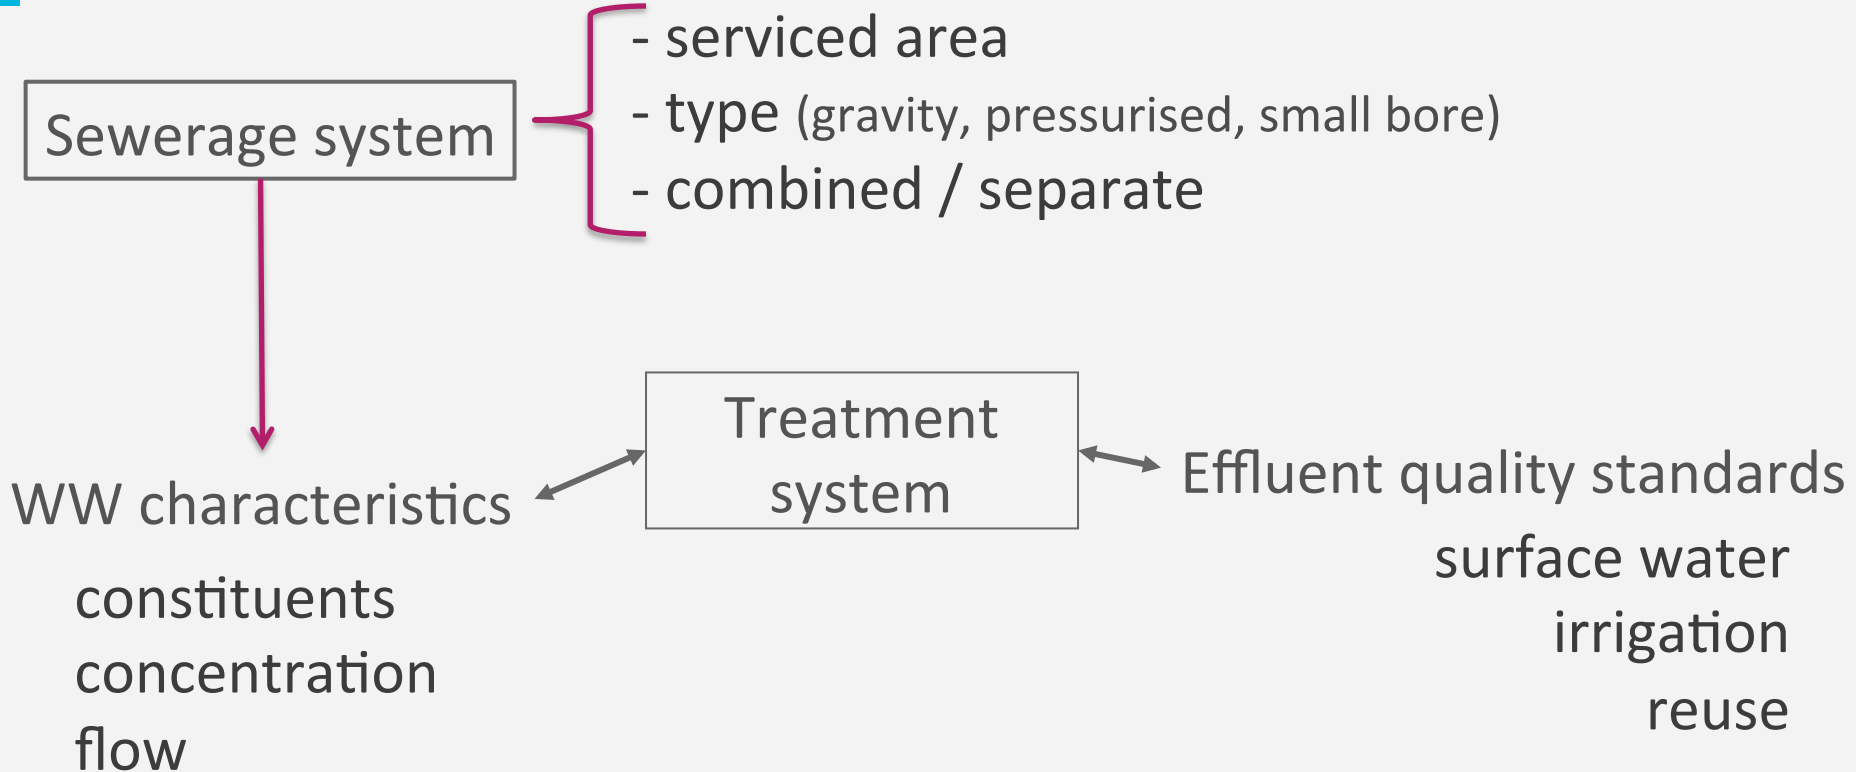 - serviced area
Sewerage system
- type (gravity, pressurised, small bore)
- combined / separate
Treatment
system
WW characteristics
constituents
concentration
flow
Effluent quality standards
surface water
irrigation
reuse